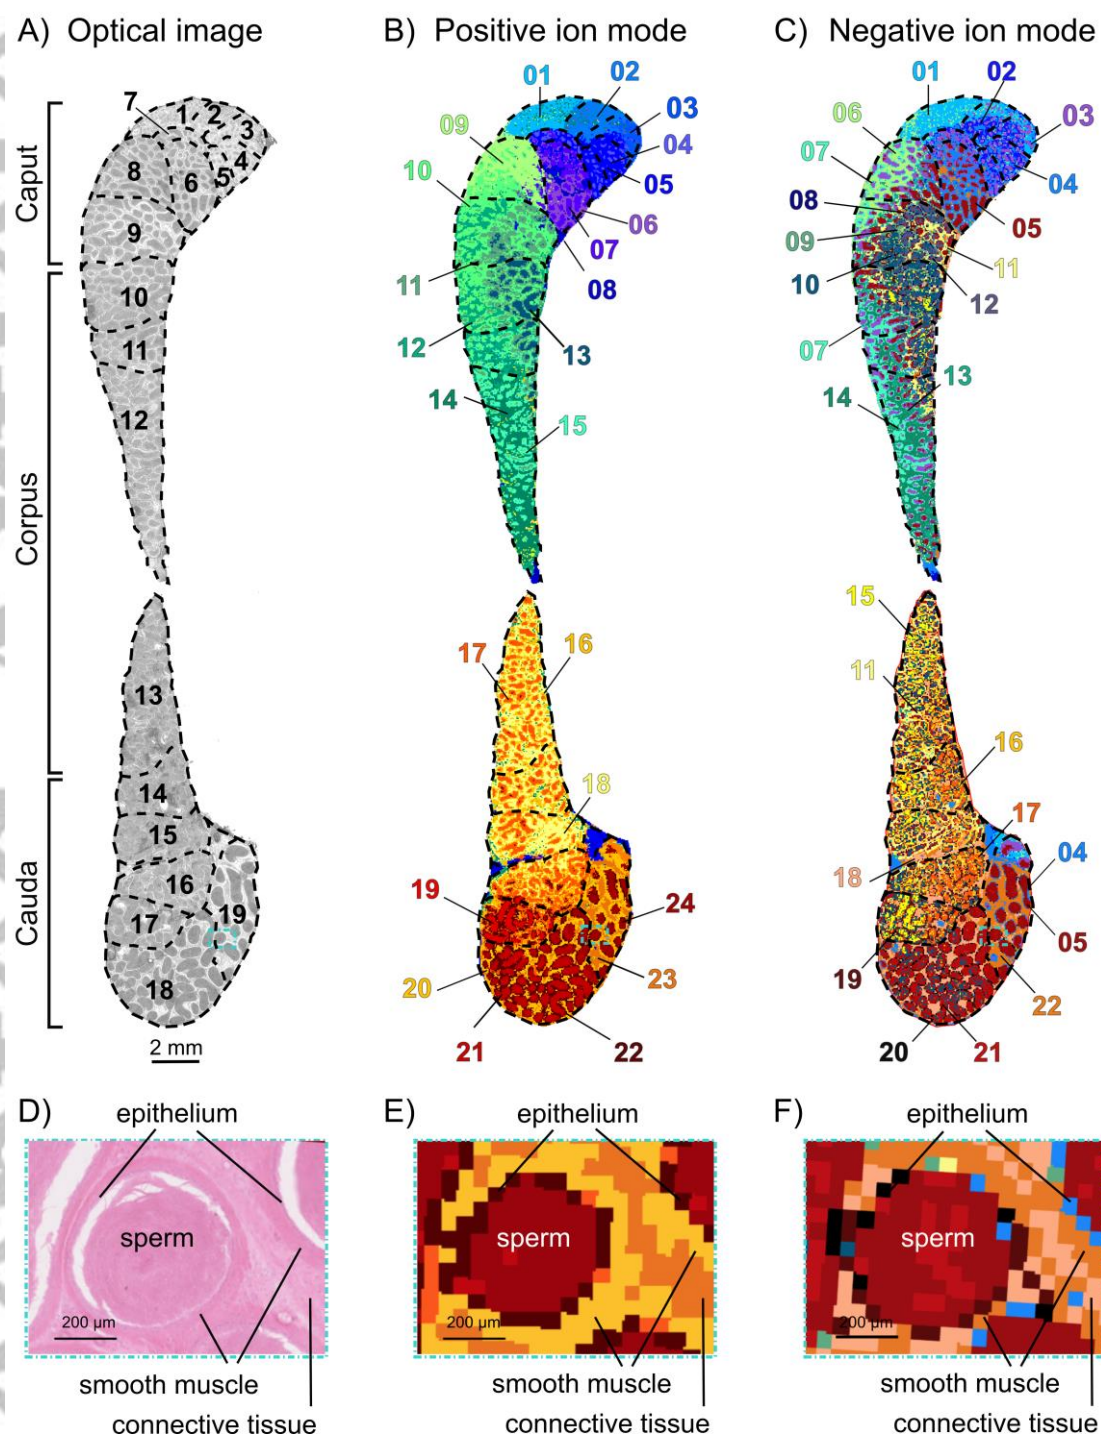 A) Optical image
B) Positive ion mode
C) Negative ion mode
Caput
Corpus
Cauda
7
1
2
3
4
5
6
8
9
10
11
12
13
14
15
16
17
18
19
2 mm
01
02
03
04
05
06
07
08
09
10
11
12
13
14
15
16
17
18
19
20
21
22
23
24
01
02
03
04
05
06
07
08
09
10
11
12
07
13
14
15
11
16
17
18
04
05
19
20
21
22
D)
epithelium
sperm
200 µm
smooth muscle
connective tissue
E)
epithelium
sperm
200 µm
smooth muscle
connective tissue
F)
epithelium
sperm
200 µm
smooth muscle
connective tissue